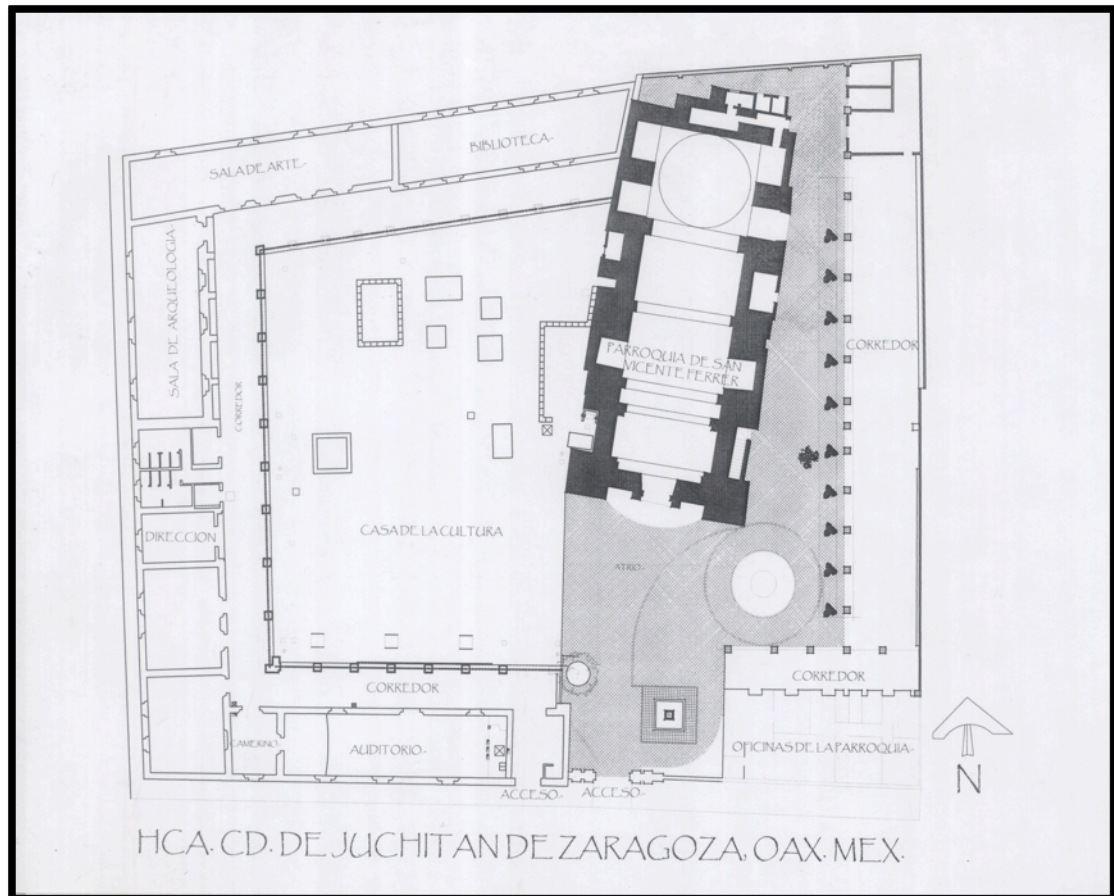 BIBLIOTECA-
SALA DE ARTE-
SALA DE ARQUEOLOGIA-
CORREDOR
PARROQUIA DE SAN
VICENTE FERRER
CORREDOR
CASA DE LA CULTURA
DIRECCION
ATRIO-
CORREDOR
CORREDOR
CAMERINO-
AUDITORIO-
OFICINAS DE LA PARROQUIA-
ACCESO-
ACCESO-
N
HCA. CD. DE JUCHITAN DE ZARAGOZA, OAX. MEX.